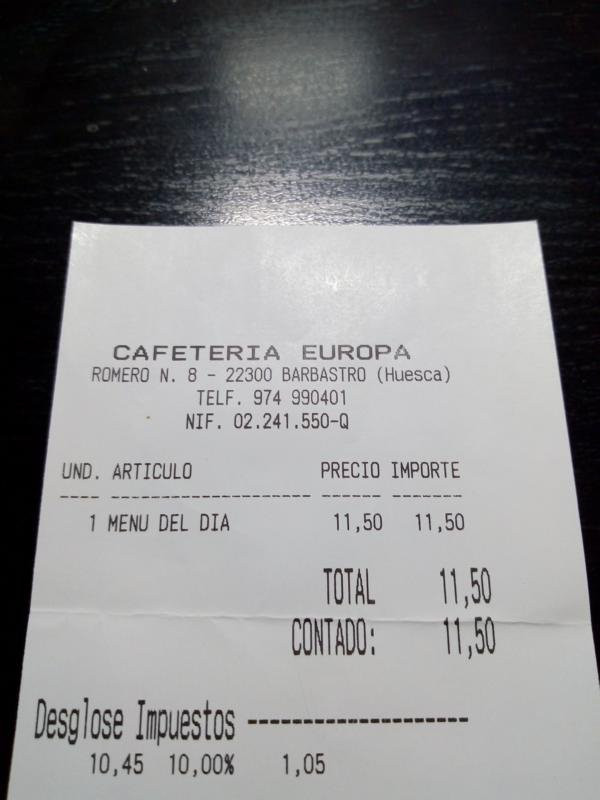 CAFETERIA EUROPA
ROMERO N. 8 - 22300 BARBASTRO (Huesca)
TELF. 974 990401
NIF. 02.241.550-Q
UND. ARTICULO PRECIO IMPORTE
---- -------------------- ------ -------
1 MENU DEL DIA 11,50 11,50
TOTAL 11,50
CONTADO: 11,50
Desglose Impuestos --------------------
10,45 10,00% 1,05